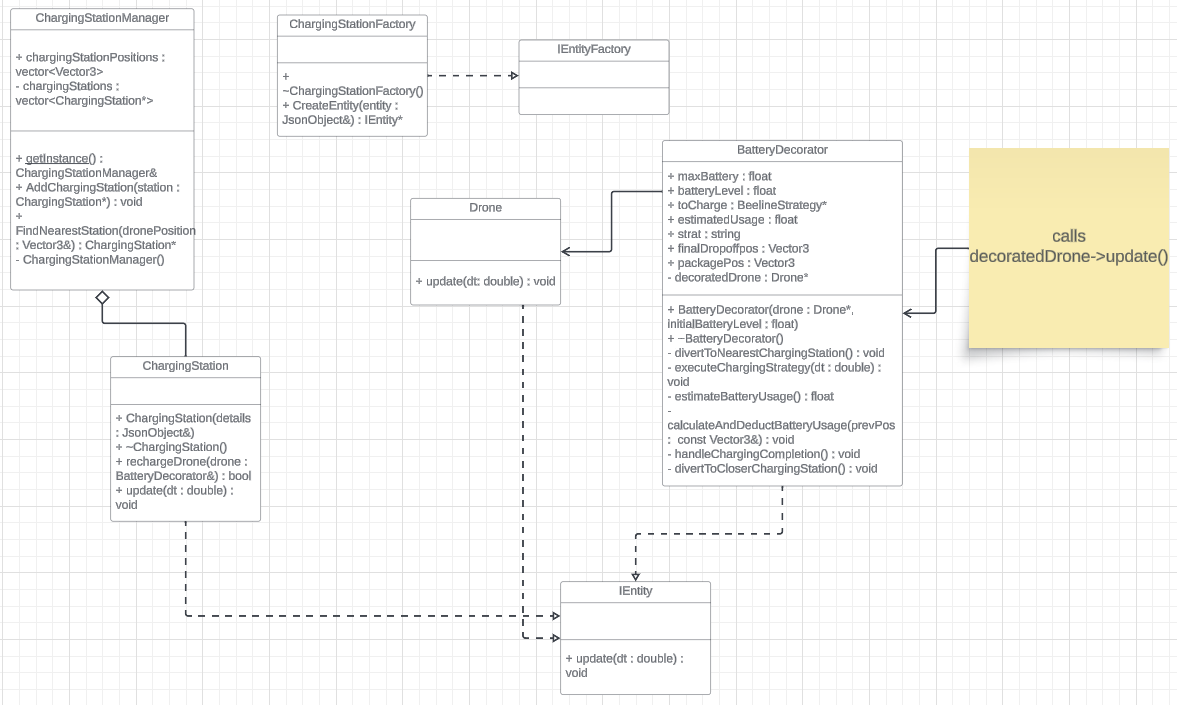 ChargingStationManager
+ chargingStationPositions :
vector<Vector3>
- chargingStations :
vector<ChargingStation*>
+ getInstance() :
ChargingStationManager&
+ AddChargingStation(station :
ChargingStation*) : void
+
FindNearestStation(dronePosition
: Vector3&) : ChargingStation*
- ChargingStationManager()
ChargingStationFactory
+
~ChargingStationFactory()
+ CreateEntity(entity :
JsonObject&) : IEntity*
IEntityFactory
Drone
+ update(dt: double) : void
BatteryDecorator
+ maxBattery : float
+ batteryLevel : float
+ toCharge : BeelineStrategy*
+ estimatedUsage : float
+ strat : string
+ finalDropoffpos : Vector3
+ packagePos : Vector3
- decoratedDrone : Drone*
+ BatteryDecorator(drone : Drone*,
initialBatteryLevel : float)
+ ~BatteryDecorator()
- divertToNearestChargingStation() : void
- executeChargingStrategy(dt : double) :
void
- estimateBatteryUsage() : float
-
calculateAndDeductBatteryUsage(prevPos
: const Vector3&) : void
- handleChargingCompletion() : void
- divertToCloserChargingStation() : void
calls
decoratedDrone->update()
ChargingStation
+ ChargingStation(details
: JsonObject&)
+ ~ChargingStation()
+ rechargeDrone(drone :
BatteryDecorator&) : bool
+ update(dt : double) :
void
IEntity
+ update(dt : double) :
void